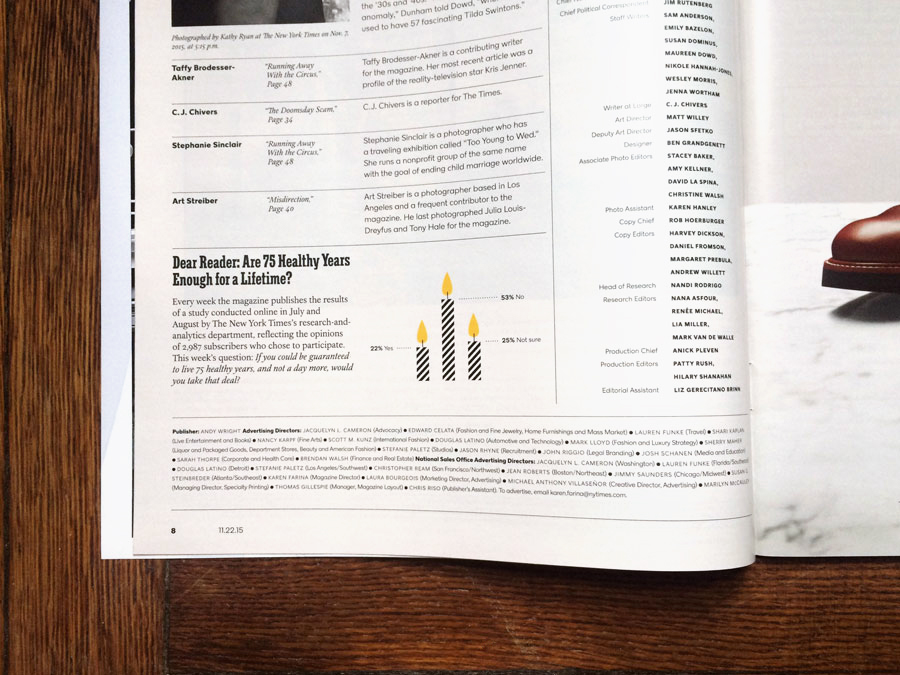 the '30s and '40s.
anomaly," Dunham told Dowd,
used to have 57 fascinating Tilda Swintons."
Photographed by Kathy Ryan at The New York Times on Nov. 7,
2015, at 5:15 p.m.
Taffy Brodesser-
Akner
"Running Away
With the Circus,"
Page 48
Taffy Brodesser-Akner is a contributing writer
for the magazine. Her most recent article was a
profile of the reality-television star Kris Jenner.
C. J. Chivers
"The Doomsday Scam,"
Page 34
C.J. Chivers is a reporter for The Times.
Stephanie Sinclair
"Running Away
With the Circus,"
Page 48
Stephanie Sinclair is a photographer who has
a traveling exhibition called "Too Young to Wed."
She runs a nonprofit group of the same name
with the goal of ending child marriage worldwide.
Art Streiber
"Misdirection,"
Page 40
Art Streiber is a photographer based in Los
Angeles and a frequent contributor to the
magazine. He last photographed Julia Louis-
Dreyfus and Tony Hale for the magazine.
Dear Reader: Are 75 Healthy Years
Enough for a Lifetime?
Every week the magazine publishes the results
of a study conducted online in July and
August by The New York Times's research-and-
analytics department, reflecting the opinions
of 2,987 subscribers who chose to participate.
This week's question: If you could be guaranteed
to live 75 healthy years, and not a day more, would
you take that deal?
53% No
22% Yes
25% Not sure
JIM RUTENBERG
Chief Political Correspondent
Staff Writers SAM ANDERSON,
EMILY BAZELON,
SUSAN DOMINUS,
MAUREEN DOWD,
NIKOLE HANNAH-JONES,
WESLEY MORRIS,
JENNA WORTHAM
Writer at Large C. J. CHIVERS
Art Director MATT WILLEY
Deputy Art Director JASON SFETKO
Designer BEN GRANDGENETT
Associate Photo Editors STACEY BAKER,
AMY KELLNER,
DAVID LA SPINA,
CHRISTINE WALSH
Photo Assistant KAREN HANLEY
Copy Chief ROB HOERBURGER
Copy Editors HARVEY DICKSON,
DANIEL FROMSON,
MARGARET PREBULA,
ANDREW WILLETT
Head of Research NANDI RODRIGO
Research Editors NANA ASFOUR,
RENÉE MICHAEL,
LIA MILLER,
MARK VAN DE WALLE
Production Chief ANICK PLEVEN
Production Editors PATTY RUSH,
HILARY SHANAHAN
Editorial Assistant LIZ GERECITANO BRINN
Publisher: ANDY WRIGHT Advertising Directors: JACQUELYN L. CAMERON (Advocacy) ● EDWARD CELATA (Fashion and Fine Jewelry, Home Furnishings and Mass Market) ● LAUREN FUNKE (Travel) ● SHARI KAPLAN
(Live Entertainment and Books) ● NANCY KARPF (Fine Arts) ● SCOTT M. KUNZ (International Fashion) ● DOUGLAS LATINO (Automotive and Technology) ● MARK LLOYD (Fashion and Luxury Strategy) ● SHERRY MAHER
(Liquor and Packaged Goods, Department Stores, Beauty and American Fashion) ● STEFANIE PALETZ (Studios) ● JASON RHYNE (Recruitment) ● JOHN RIGGIO (Legal Branding) ● JOSH SCHANEN (Media and Education)
● SARAH THORPE (Corporate and Health Care) ● BRENDAN WALSH (Finance and Real Estate) National Sales Office Advertising Directors: JACQUELYN L. CAMERON (Washington) ● LAUREN FUNKE (Florida/Southeast)
● DOUGLAS LATINO (Detroit) ● STEFANIE PALETZ (Los Angeles/Southwest) ● CHRISTOPHER REAM (San Francisco/Northwest) ● JEAN ROBERTS (Boston/Northeast) ● JIMMY SAUNDERS (Chicago/Midwest) ● SUSAN
STEINBRECHER (Atlanta/Southeast) ● KAREN FARINA (Magazine Director) ● LAURA BOURGEOIS (Marketing Director, Advertising) ● MICHAEL ANTHONY VILLASEÑOR (Creative Director, Advertising) ● MARILYN McCAULEY
(Managing Director, Specialty Printing) ● THOMAS GILLESPIE (Manager, Magazine Layout) ● CHRIS RISO (Publisher's Assistant). To advertise, email karen.farina@nytimes.com.
8
11.22.15